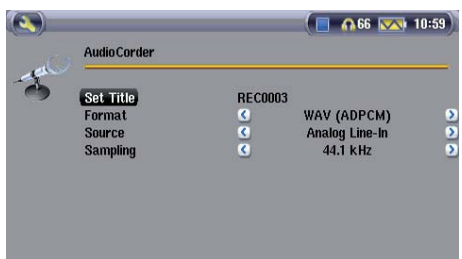 66 10:59
AudioCorder
Set Title REC0003
Format WAV (ADPCM)
Source Analog Line-In
Sampling 44.1 kHz